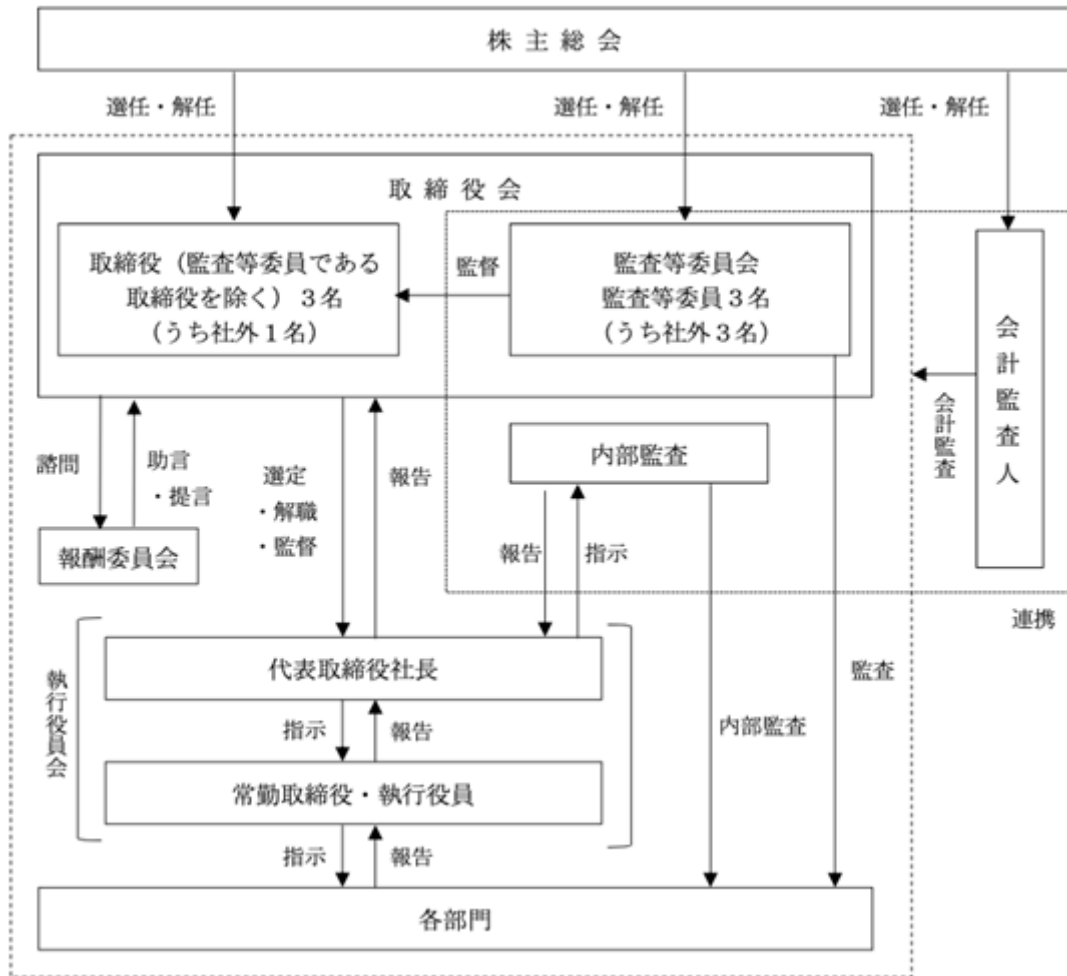 株主総会
選任・解任
選任・解任
選任・解任
取締役会
取締役（監査等委員である
取締役を除く）３名
（うち社外１名）
監督
監査等委員会
監査等委員３名
（うち社外３名）
会計監査人
会計監査
諮問
助言
・提言
選定
・解職
・監督
報告
内部監査
報酬委員会
報告
指示
連携
執行役員会
代表取締役社長
監査
指示
報告
内部監査
常勤取締役・執行役員
指示
報告
各部門